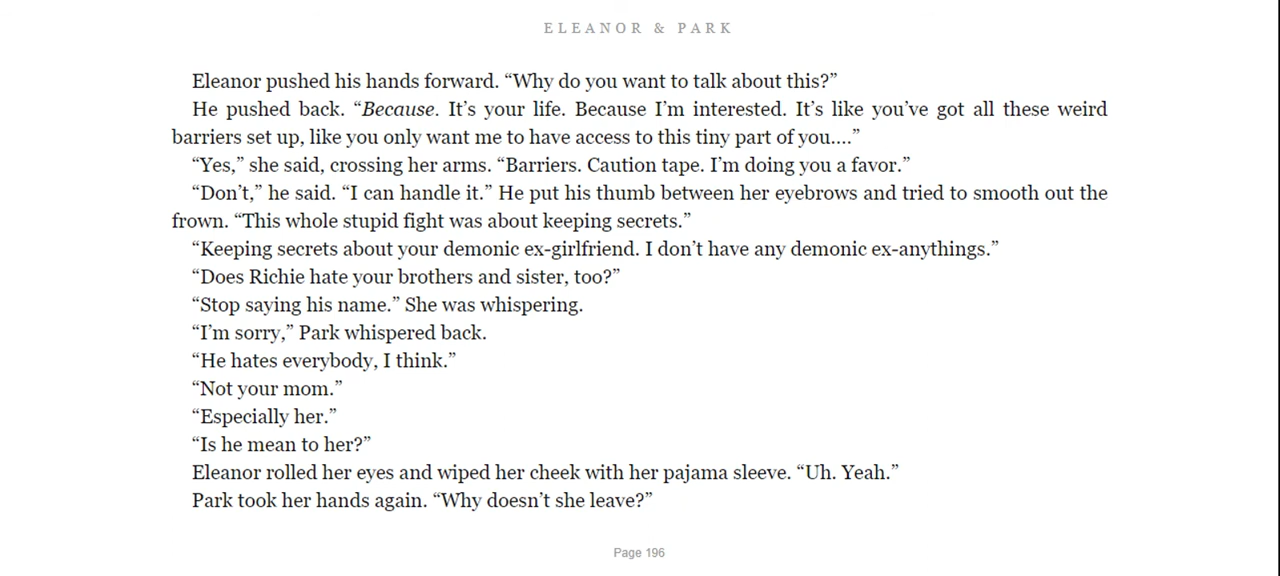 ELEANOR & PARK
Eleanor pushed his hands forward. “Why do you want to talk about this?”
He pushed back. “Because. It’s your life. Because I’m interested. It’s like you’ve got all these weird
barriers set up, like you only want me to have access to this tiny part of you....”
“Yes,” she said, crossing her arms. “Barriers. Caution tape. I’m doing you a favor.”
“Don’t,” he said. “I can handle it.” He put his thumb between her eyebrows and tried to smooth out the
frown. “This whole stupid fight was about keeping secrets.”
“Keeping secrets about your demonic ex-girlfriend. I don’t have any demonic ex-anythings.”
“Does Richie hate your brothers and sister, too?”
“Stop saying his name.” She was whispering.
“I’m sorry,” Park whispered back.
“He hates everybody, I think.”
“Not your mom.”
“Especially her.”
“Is he mean to her?”
Eleanor rolled her eyes and wiped her cheek with her pajama sleeve. “Uh. Yeah.”
Park took her hands again. “Why doesn’t she leave?”
Page 196